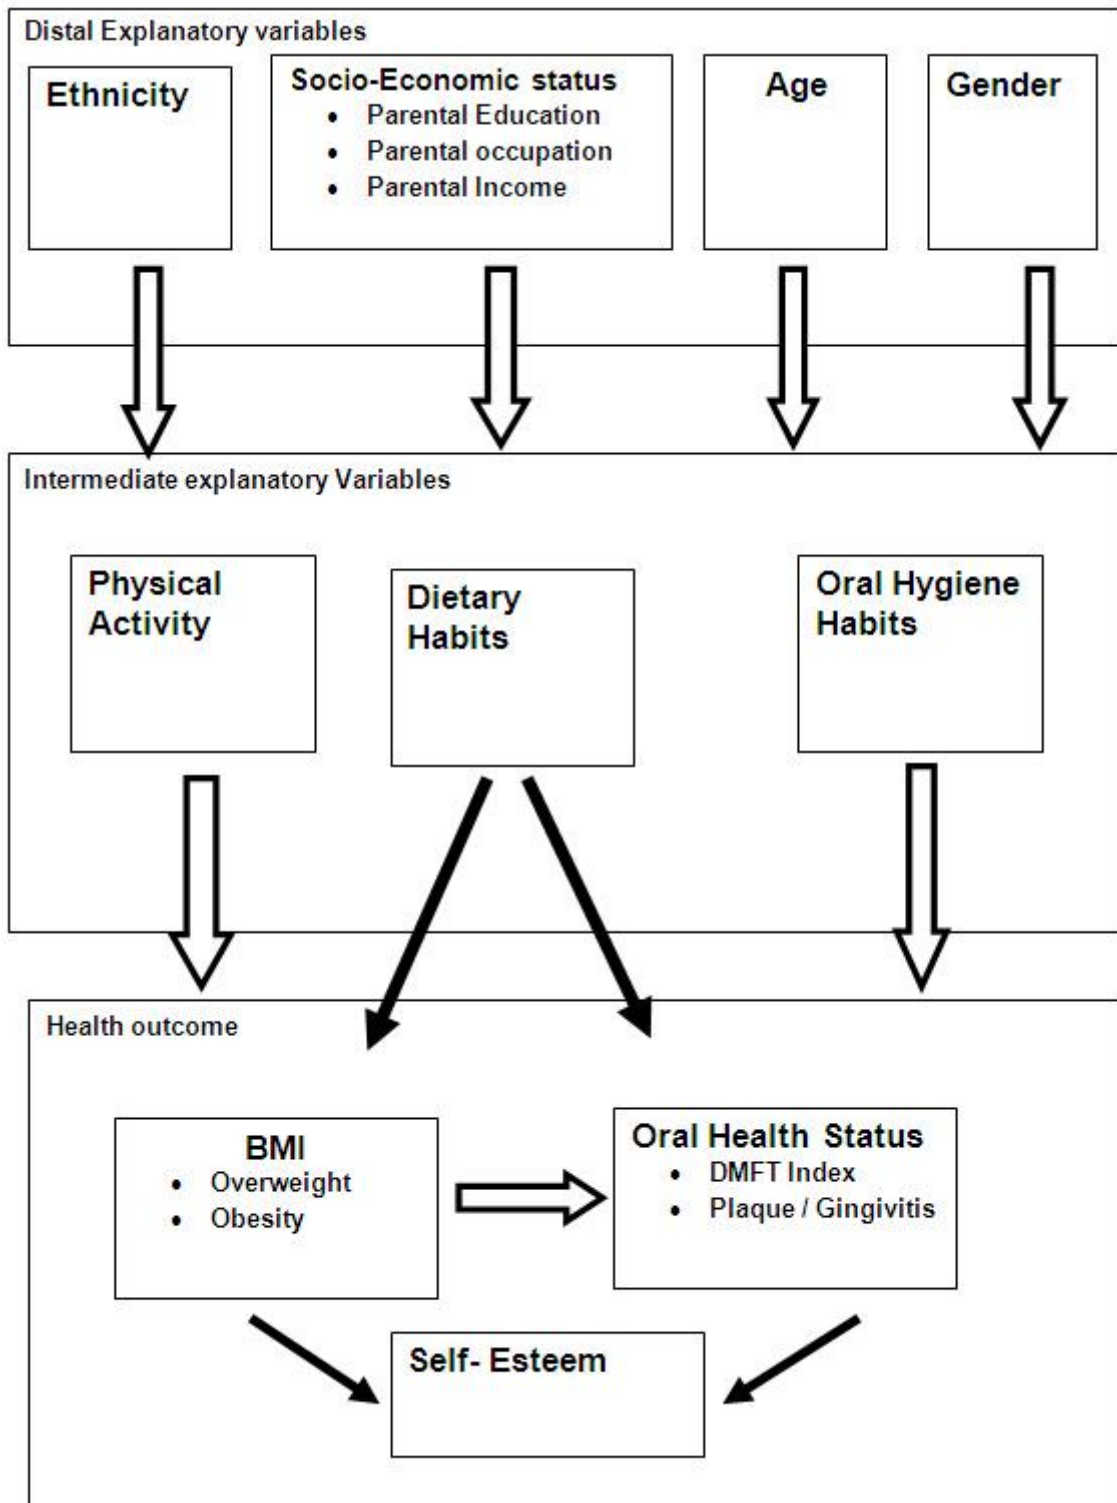 Distal Explanatory variables
Ethnicity
Socio-Economic status
• Parental Education
• Parental occupation
• Parental Income
Age
Gender
Intermediate explanatory Variables
Physical
Activity
Dietary
Habits
Oral Hygiene
Habits
Health outcome
BMI
• Overweight
• Obesity
Oral Health Status
• DMFT Index
• Plaque / Gingivitis
Self- Esteem